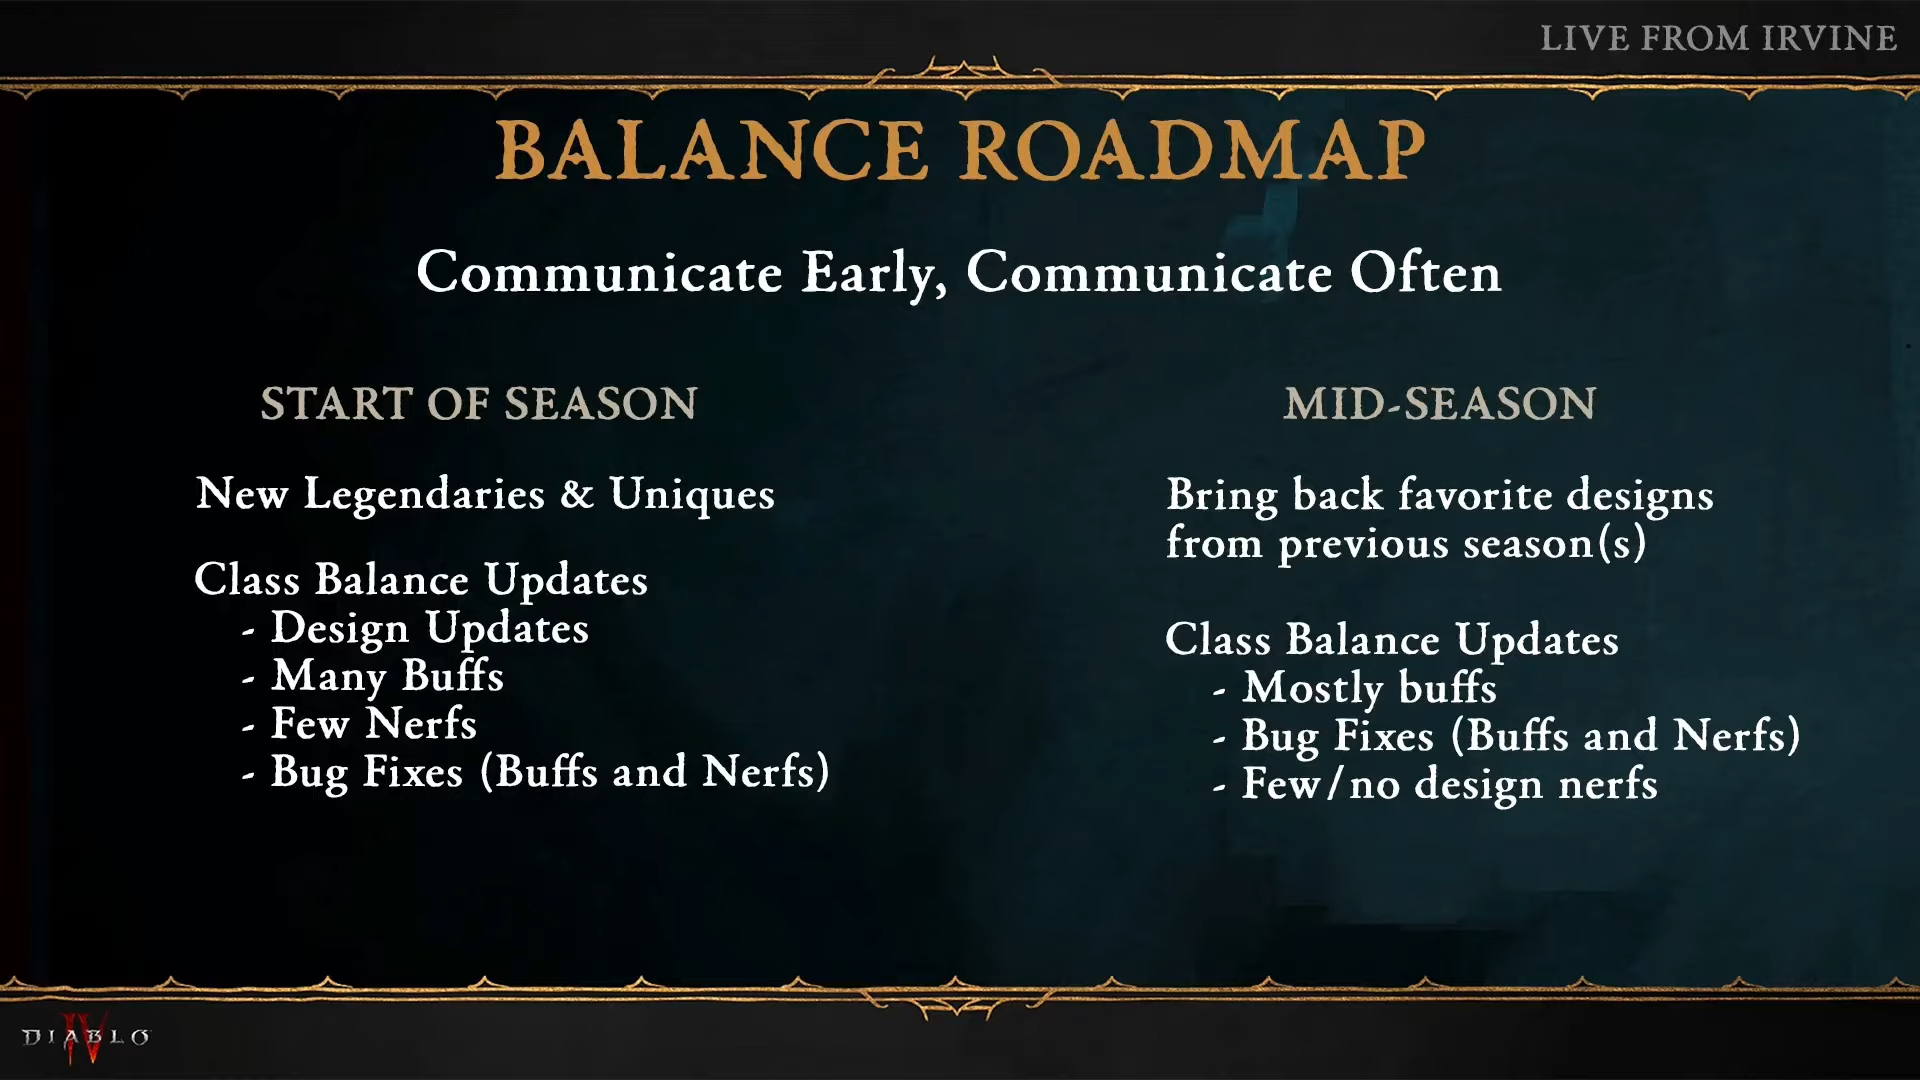 LIVE FROM IRVINE
BALANCE ROADMAP
Communicate Early, Communicate Often
START OF SEASON
New Legendaries & Uniques
Class Balance Updates
- Design Updates
- Many Buffs
- Few Nerfs
- Bug Fixes (Buffs and Nerfs)
MID-SEASON
Bring back favorite designs
from previous season(s)
Class Balance Updates
- Mostly buffs
- Bug Fixes (Buffs and Nerfs)
- Few/no design nerfs
DIABLO IV